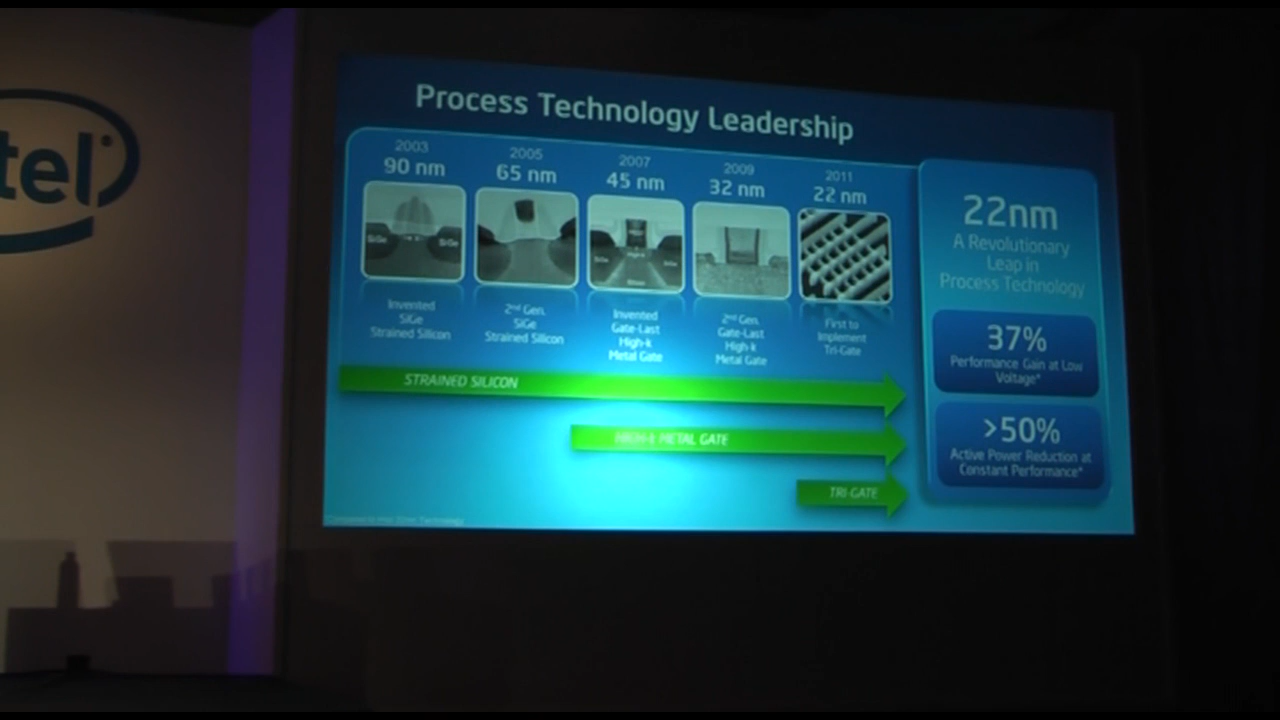 tel®
Process Technology Leadership
2003
90 nm
2005
65 nm
2007
45 nm
2009
32 nm
2011
22 nm
SiGe
SiGe
Invented
SiGe
Strained Silicon
2nd Gen.
SiGe
Strained Silicon
Invented
Gate-Last
High-k
Metal Gate
2nd Gen.
Gate-Last
High-k
Metal Gate
First to
Implement
Tri-Gate
STRAINED SILICON
HIGH-k METAL GATE
TRI-GATE
22nm
A Revolutionary
Leap in
Process Technology
37%
Performance Gain at Low
Voltage*
>50%
Active Power Reduction at
Constant Performance*